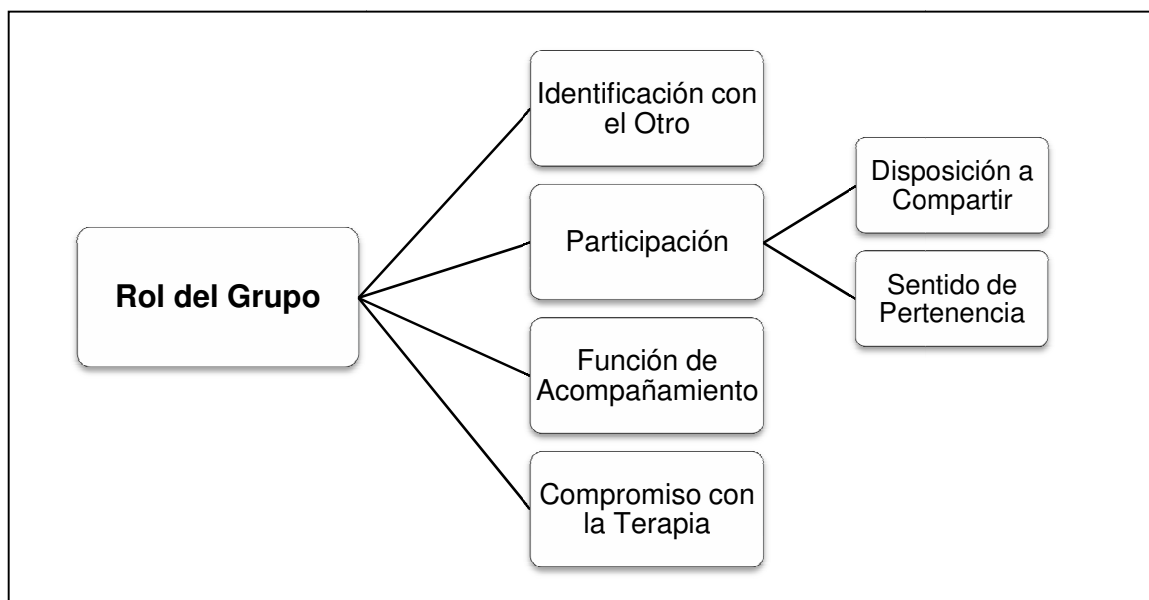 Rol del Grupo
Identificación con
el Otro
Participación
Función de
Acompañamiento
Compromiso con
la Terapia
Disposición a
Compartir
Sentido de
Pertenencia